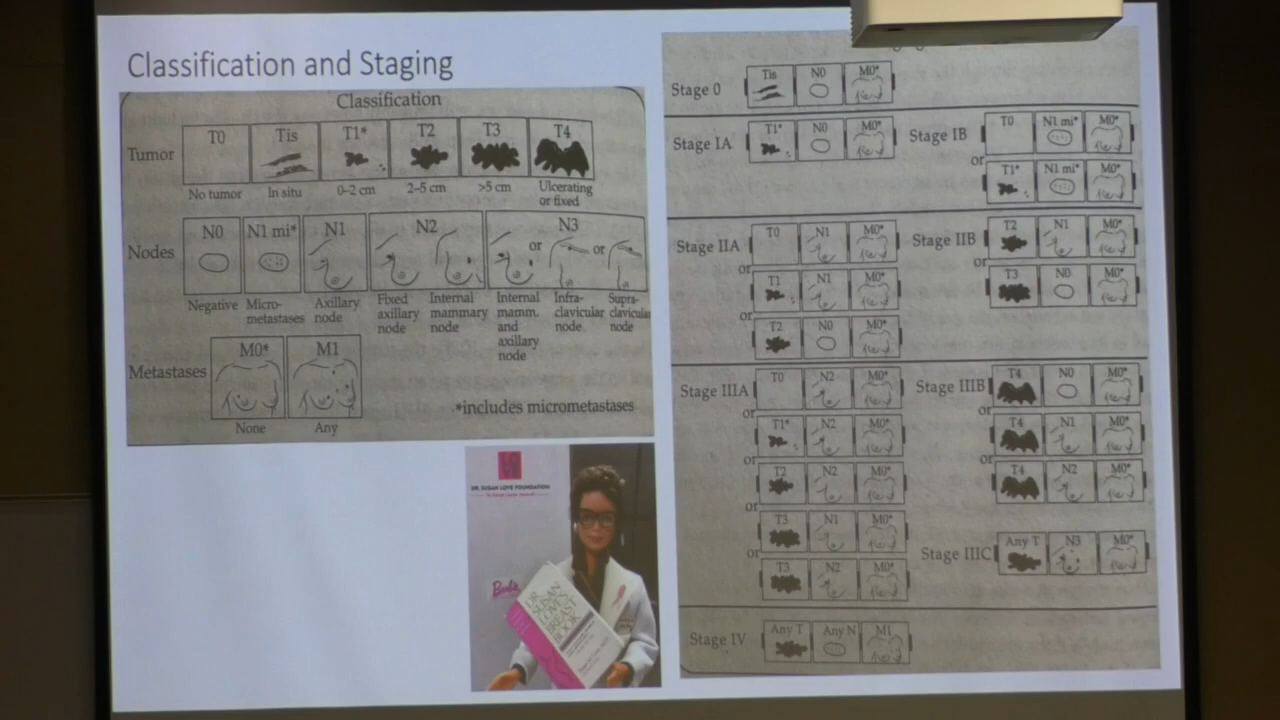 Classification and Staging
Classification
Tumor
T0 Tis T1* T2 T3 T4
No tumor In situ 0-2 cm 2-5 cm >5 cm Ulcerating
or fixed
Nodes
N0 N1 mi* N1 N2 N3
or or
Negative Micro-
metastases
Axillary
node
Fixed
axillary
node
Internal
mammary
node
Internal
mamm.
and
axillary
node
Infra-
clavicular
node
Supra-
clavicular
node
Metastases
M0* M1
None Any
*includes micrometastases
DR. SUSAN LOVE FOUNDATION
Barbie
DR.
SUSAN
LOVE'S
BREAST
BOOK
Stage 0 Tis N0 M0*
Stage IA T1* N0 M0*
Stage IB T0 N1 mi* M0*
or
T1* N1 mi* M0*
Stage IIA T0 N1 M0*
or
T1 N1 M0*
or
T2 N0 M0*
Stage IIB T2 N1 M0*
or
T3 N0 M0*
Stage IIIA T0 N2 M0*
or
T1* N2 M0*
or
T2 N2 M0*
or
T3 N1 M0*
or
T3 N2 M0*
Stage IIIB T4 N0 M0*
or
T4 N1 M0*
or
T4 N2 M0*
Stage IIIC Any T N3 M0*
Stage IV Any T Any N M1